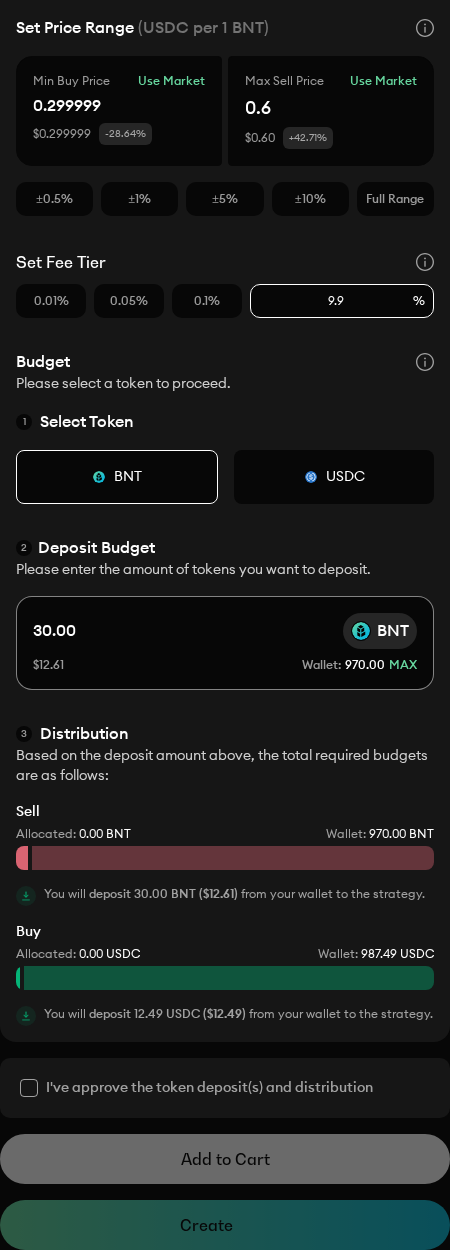 Set Price Range (USDC per 1 BNT)
Min Buy Price Use Market
0.299999
$0.299999 -28.64%
Max Sell Price Use Market
0.6
$0.60 +42.71%
±0.5% ±1% ±5% ±10% Full Range
Set Fee Tier
0.01% 0.05% 0.1% 9.9 %
Budget
Please select a token to proceed.
1 Select Token
BNT USDC
2 Deposit Budget
Please enter the amount of tokens you want to deposit.
30.00 BNT
$12.61 Wallet: 970.00 MAX
3 Distribution
Based on the deposit amount above, the total required budgets
are as follows:
Sell
Allocated: 0.00 BNT Wallet: 970.00 BNT
You will deposit 30.00 BNT ($12.61) from your wallet to the strategy.
Buy
Allocated: 0.00 USDC Wallet: 987.49 USDC
You will deposit 12.49 USDC ($12.49) from your wallet to the strategy.
I've approve the token deposit(s) and distribution
Add to Cart
Create